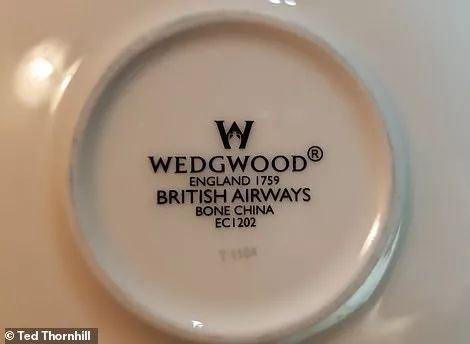 W
WEDGWOOD®
ENGLAND 1759
BRITISH AIRWAYS
BONE CHINA
EC1202
© Ted Thornhill